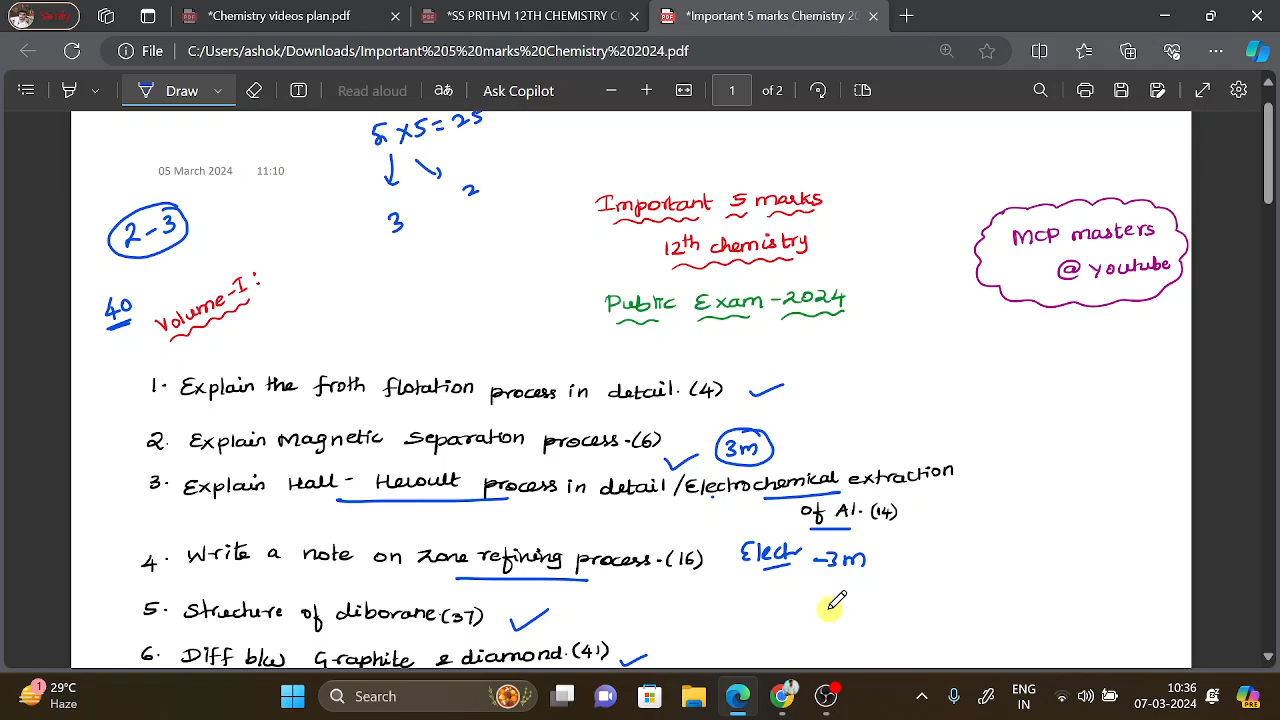 *Chemistry videos plan.pdf
*SS PRITHVI 12TH CHEMISTRY CO
*Important 5 marks Chemistry 20
File
C:/Users/ashok/Downloads/Important%205%20marks%20Chemistry%202024.pdf
Draw
Read aloud
Ask Copilot
1
of 2
5 x 5 = 25
3
2
05 March 2024 11:10
2 - 3
40
Volume-I:
Important 5 marks
12th chemistry
Public Exam - 2024
MCP masters
@ Youtube
1. Explain the froth flotation process in detail. (4)
2. Explain Magnetic Separation process. (6)
3m
3. Explain Hall - Heroult process in detail / Electrochemical extraction
of Al. (14)
4. Write a note on zone refining process. (16)
Electr - 3m
5. Structure of diborane. (37)
6. Diff b/w Graphite & diamond. (41)
1
29°C
Haze
Search
ENG
IN
10:36
07-03-2024
PRE